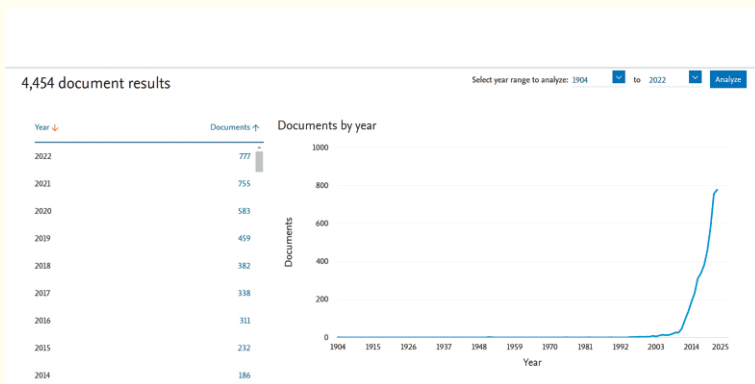 4,454 document results
Select year range to analyze: 1904 to 2022 Analyze
Year Documents
2022 777
2021 755
2020 583
2019 459
2018 382
2017 338
2016 311
2015 232
2014 186
Documents by year
1000
800
600
400
200
0
Documents
1904 1915 1926 1937 1948 1959 1970 1981 1992 2003 2014 2025
Year